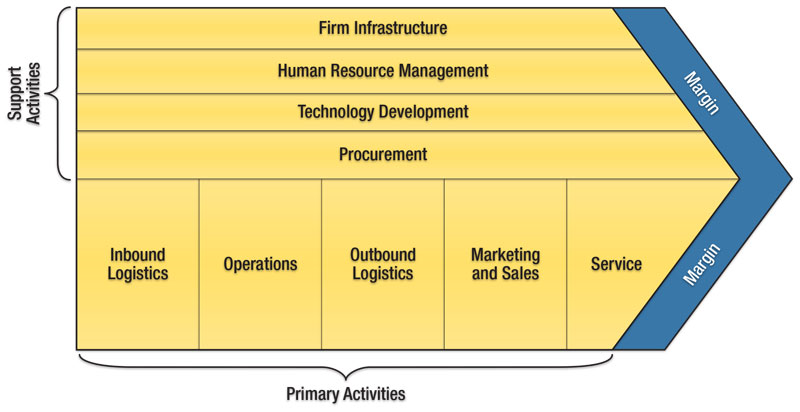 Support
Activities
Firm Infrastructure
Human Resource Management
Technology Development
Procurement
Margin
Inbound
Logistics
Operations
Outbound
Logistics
Marketing
and Sales
Service
Margin
Primary Activities